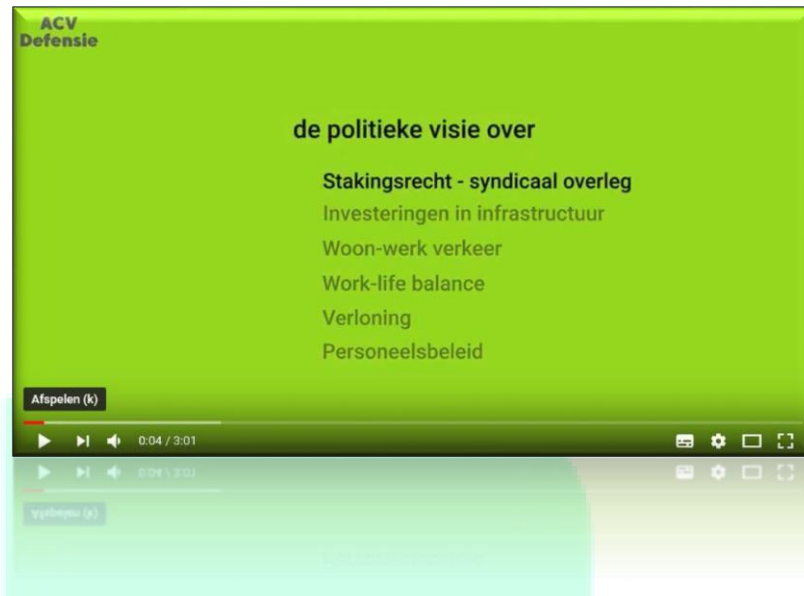 ACV
Defensie
de politieke visie over
Stakingsrecht - syndicaal overleg
Investeringen in infrastructuur
Woon-werk verkeer
Work-life balance
Verloning
Personeelsbeleid
Afspelen (k)
0:04 / 3:01